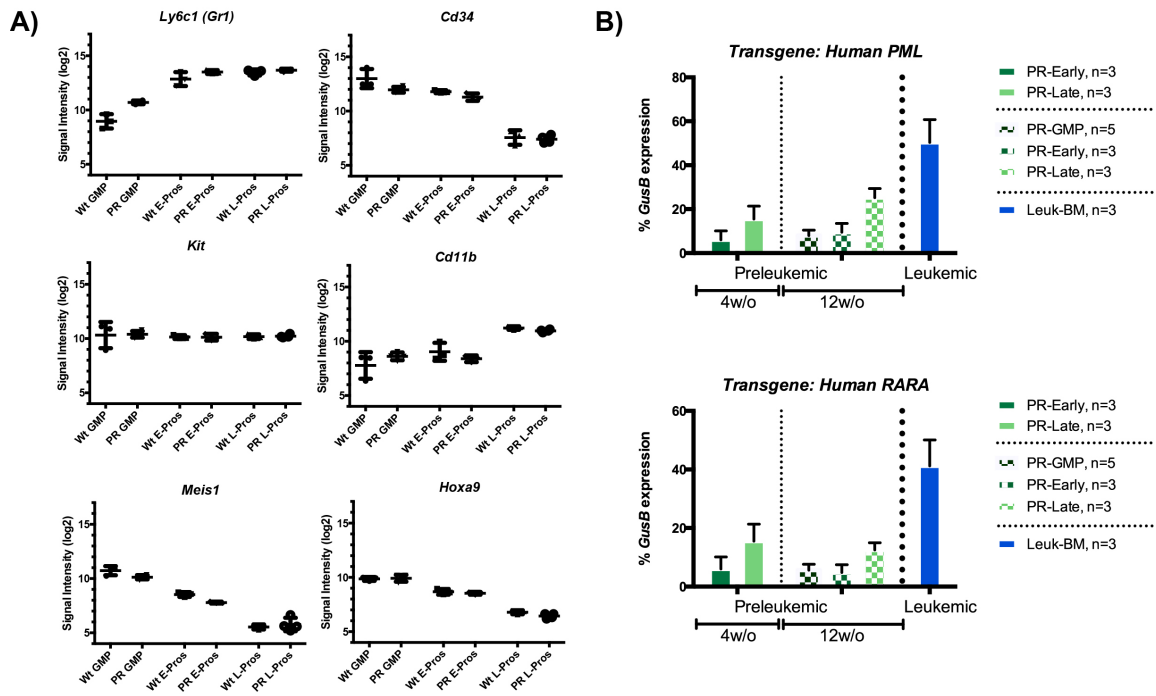 A)
Ly6c1 (Gr1)
Signal Intensity (log2)
15
10
5
Wt GMP
PR GMP
Wt E-Pros
PR E-Pros
Wt L-Pros
PR L-Pros
Cd34
Signal Intensity (log2)
15
10
5
Wt GMP
PR GMP
Wt E-Pros
PR E-Pros
Wt L-Pros
PR L-Pros
Kit
Signal Intensity (log2)
15
10
5
Wt GMP
PR GMP
Wt E-Pros
PR E-Pros
Wt L-Pros
PR L-Pros
Cd11b
Signal Intensity (log2)
15
10
5
Wt GMP
PR GMP
Wt E-Pros
PR E-Pros
Wt L-Pros
PR L-Pros
Meis1
Signal Intensity (log2)
15
10
5
Wt GMP
PR GMP
Wt E-Pros
PR E-Pros
Wt L-Pros
PR L-Pros
Hoxa9
Signal Intensity (log2)
15
10
5
Wt GMP
PR GMP
Wt E-Pros
PR E-Pros
Wt L-Pros
PR L-Pros
B)
Transgene: Human PML
% GusB expression
80
60
40
20
0
Preleukemic
Leukemic
4w/o
12w/o
PR-Early, n=3
PR-Late, n=3
PR-GMP, n=5
PR-Early, n=3
PR-Late, n=3
Leuk-BM, n=3
Transgene: Human RARA
% GusB expression
60
40
20
0
Preleukemic
Leukemic
4w/o
12w/o
PR-Early, n=3
PR-Late, n=3
PR-GMP, n=5
PR-Early, n=3
PR-Late, n=3
Leuk-BM, n=3